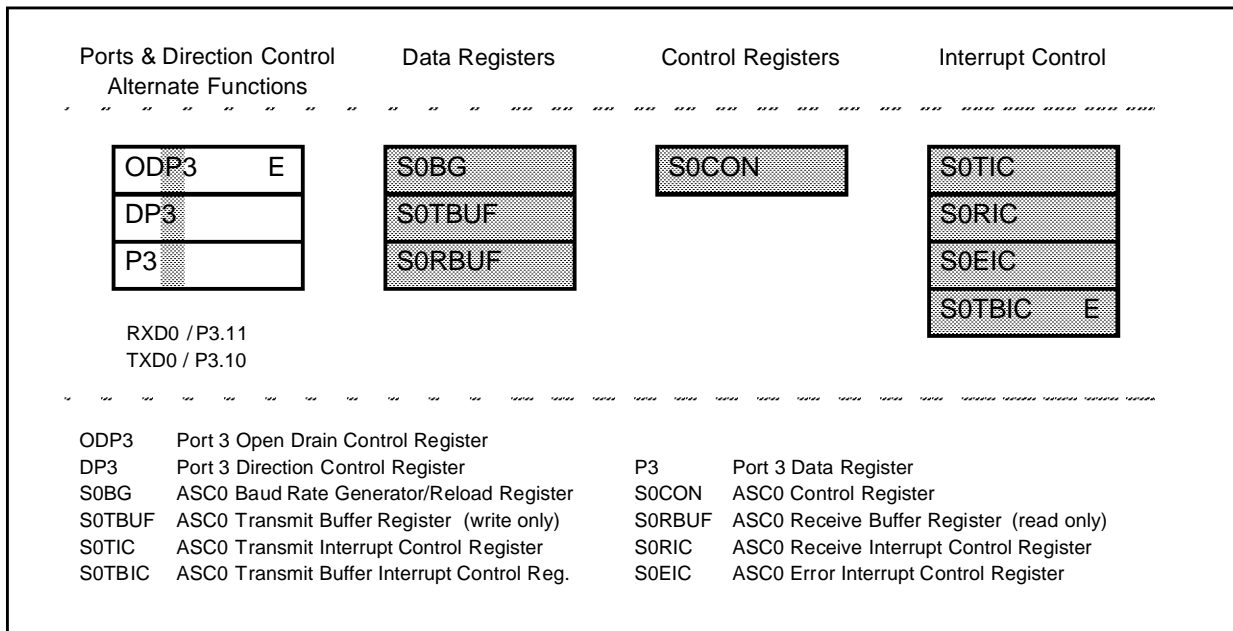 Ports & Direction Control
Alternate Functions
Data Registers
Control Registers
Interrupt Control
ODP3 E
DP3
P3
S0BG
S0TBUF
S0RBUF
S0CON
S0TIC
S0RIC
S0EIC
S0TBIC E
RXD0 / P3.11
TXD0 / P3.10
ODP3 Port 3 Open Drain Control Register
DP3 Port 3 Direction Control Register
S0BG ASC0 Baud Rate Generator/Reload Register
S0TBUF ASC0 Transmit Buffer Register (write only)
S0TIC ASC0 Transmit Interrupt Control Register
S0TBIC ASC0 Transmit Buffer Interrupt Control Reg.
P3 Port 3 Data Register
S0CON ASC0 Control Register
S0RBUF ASC0 Receive Buffer Register (read only)
S0RIC ASC0 Receive Interrupt Control Register
S0EIC ASC0 Error Interrupt Control Register